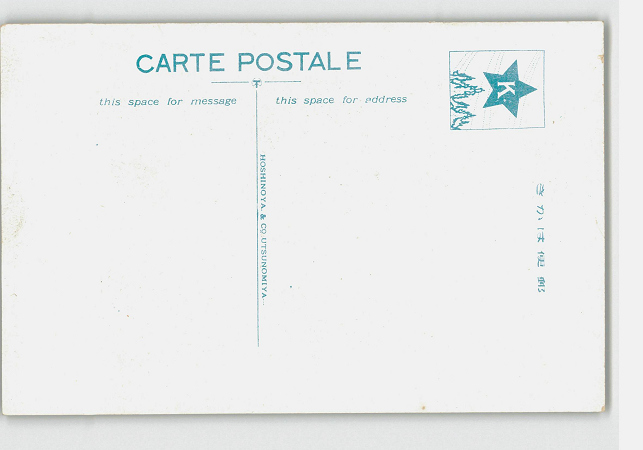 CARTE POSTALE
this space for message
this space for address
K
HOSHINOYA. & CO. UTSUNOMIYA...
きかは便郵